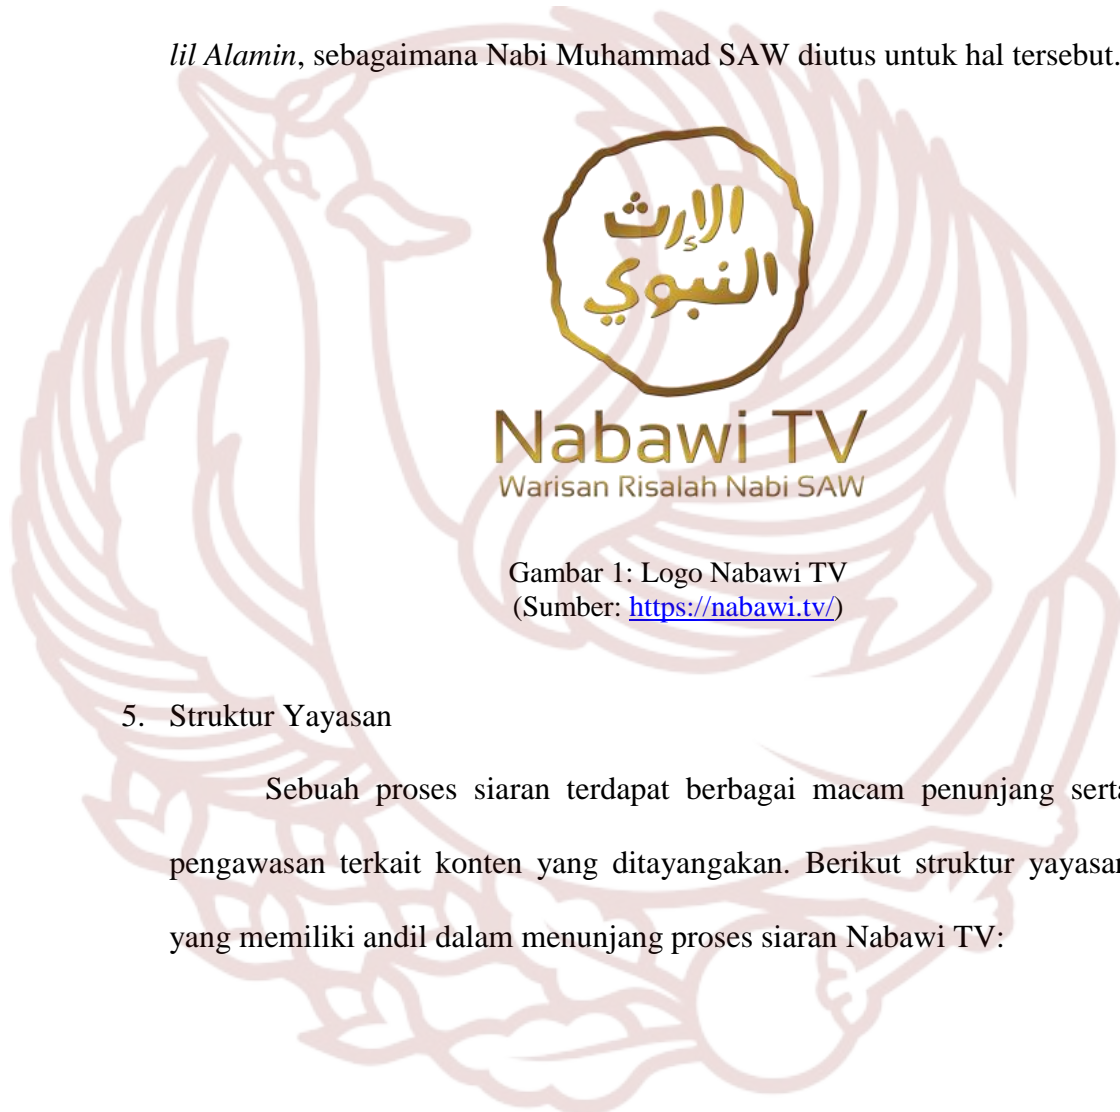 lil Alamin, sebagaimana Nabi Muhammad SAW diutus untuk hal tersebut.
الإرث
النبوي
Nabawi TV
Warisan Risalah Nabi SAW
Gambar 1: Logo Nabawi TV
(Sumber: https://nabawi.tv/)
5. Struktur Yayasan
Sebuah proses siaran terdapat berbagai macam penunjang serta
pengawasan terkait konten yang ditayangakan. Berikut struktur yayasan
yang memiliki andil dalam menunjang proses siaran Nabawi TV: